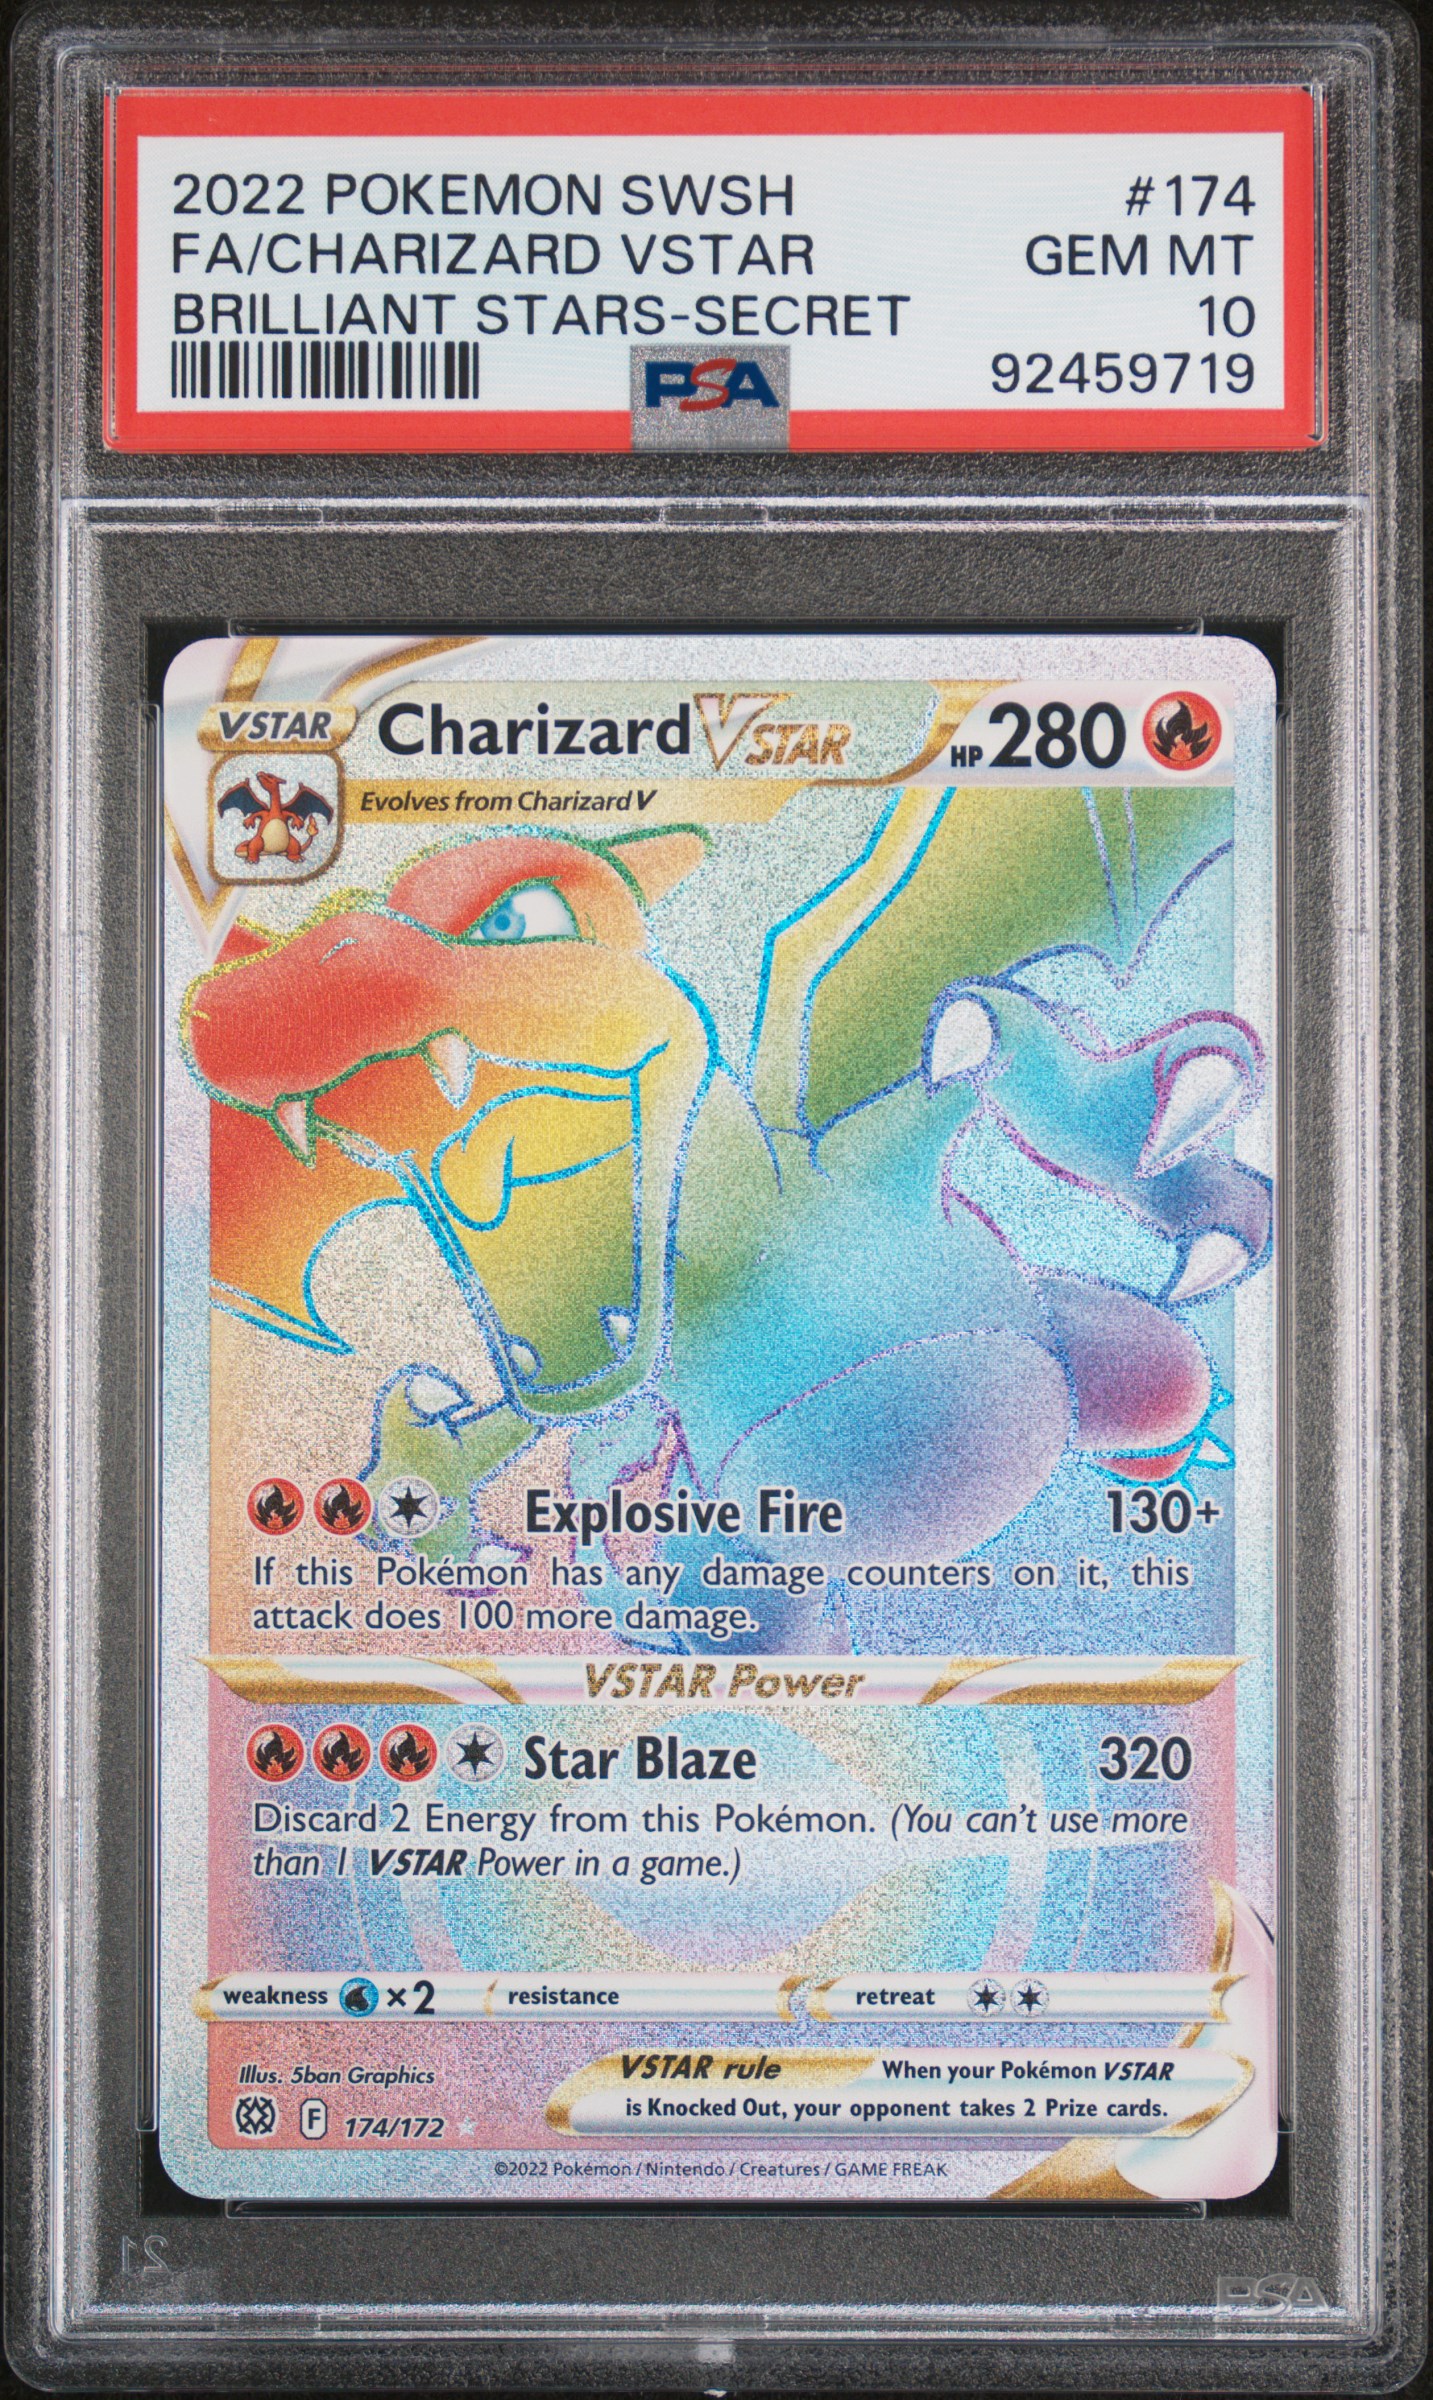 2022 POKEMON SWSH #174
FA/CHARIZARD VSTAR GEM MT
BRILLIANT STARS-SECRET 10
PSA 92459719
VSTAR Charizard VSTAR HP 280
Evolves from Charizard V
Explosive Fire 130+
If this Pokémon has any damage counters on it, this
attack does 100 more damage.
VSTAR Power
Star Blaze 320
Discard 2 Energy from this Pokémon. (You can't use more
than 1 VSTAR Power in a game.)
weakness ×2 resistance retreat
Illus. 5ban Graphics
F 174/172
VSTAR rule When your Pokémon VSTAR
is Knocked Out, your opponent takes 2 Prize cards.
©2022 Pokémon / Nintendo / Creatures / GAME FREAK
21
PSA